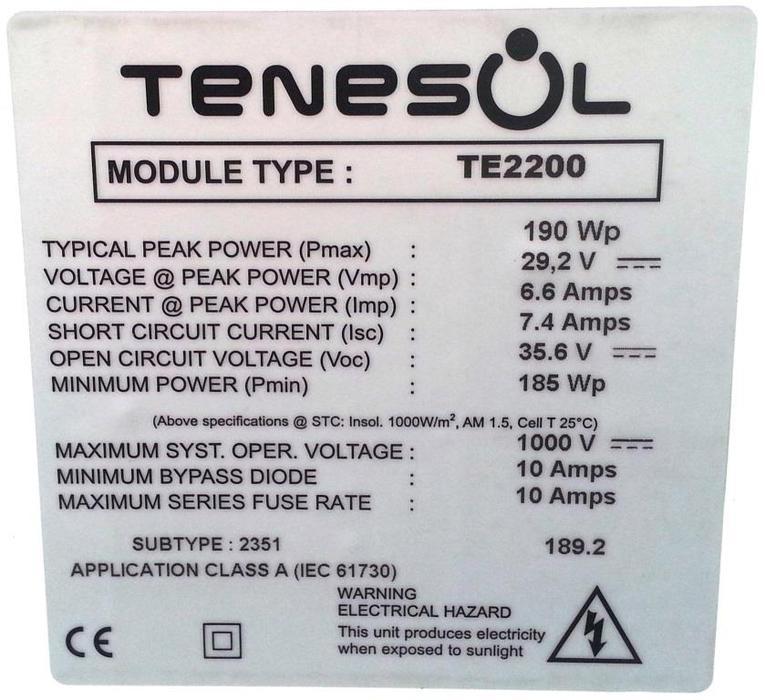 TENESOL
MODULE TYPE : TE2200
TYPICAL PEAK POWER (Pmax) : 190 Wp
VOLTAGE @ PEAK POWER (Vmp) : 29,2 V
CURRENT @ PEAK POWER (Imp) : 6.6 Amps
SHORT CIRCUIT CURRENT (Isc) : 7.4 Amps
OPEN CIRCUIT VOLTAGE (Voc) : 35.6 V
MINIMUM POWER (Pmin) : 185 Wp
(Above specifications @ STC: Insol. 1000W/m², AM 1.5, Cell T 25°C)
MAXIMUM SYST. OPER. VOLTAGE : 1000 V
MINIMUM BYPASS DIODE : 10 Amps
MAXIMUM SERIES FUSE RATE : 10 Amps
SUBTYPE : 2351 189.2
APPLICATION CLASS A (IEC 61730)
WARNING
ELECTRICAL HAZARD
This unit produces electricity
when exposed to sunlight
CE